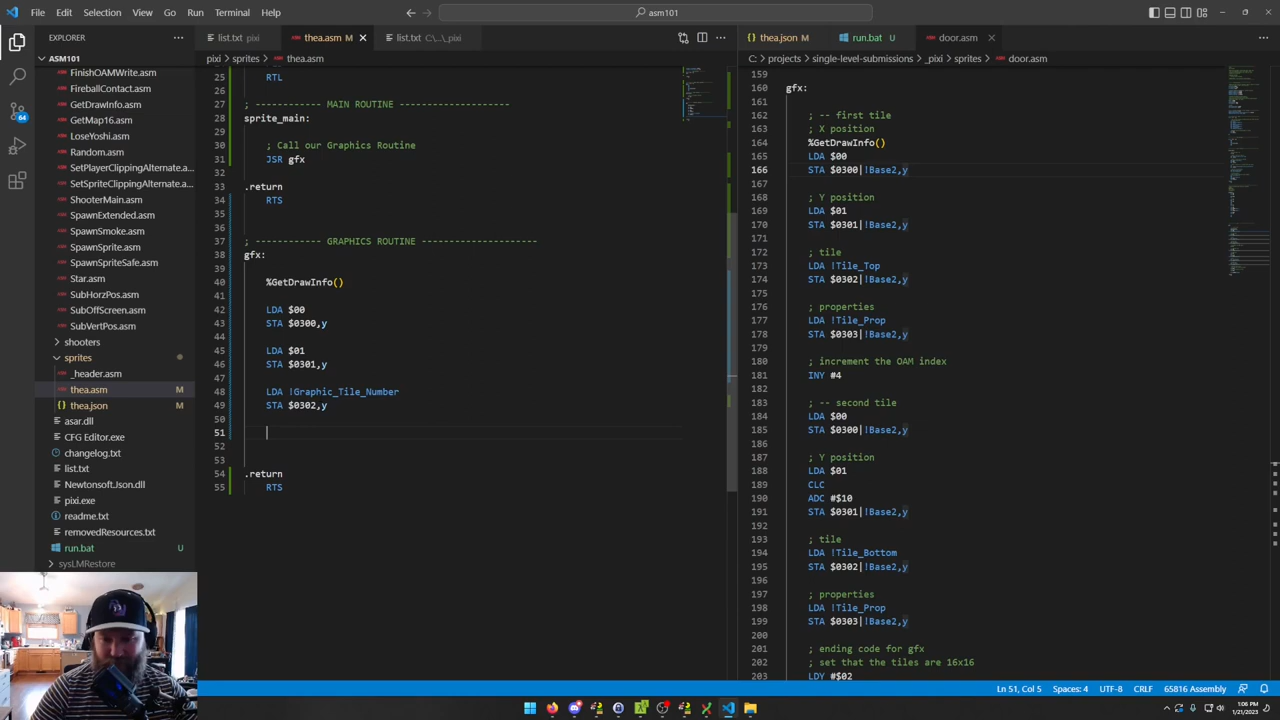 File Edit Selection View Go Run Terminal Help
asm101
EXPLORER
ASM101
FinishOAMWrite.asm
FireballContact.asm
GetDrawInfo.asm
GetMap16.asm
LoseYoshi.asm
Random.asm
SetPlayerClippingAlternate.asm
SetSpriteClippingAlternate.asm
ShooterMain.asm
SpawnExtended.asm
SpawnSmoke.asm
SpawnSprite.asm
SpawnSpriteSafe.asm
Star.asm
SubHorzPos.asm
SubOffScreen.asm
SubVertPos.asm
shooters
sprites
_header.asm
thea.asm M
thea.json M
asar.dll
CFG Editor.exe
changelog.txt
list.txt
Newtonsoft.Json.dll
pixi.exe
readme.txt
removedResources.txt
run.bat U
sysLMRestore
64
list.txt pixi
thea.asm M
list.txt C:\...\_pixi
pixi > sprites > thea.asm
25 RTL
26
27 ; ------------ MAIN ROUTINE -------------------
28 sprite_main:
29
30 ; Call our Graphics Routine
31 JSR gfx
32
33 .return
34 RTS
35
36
37 ; ------------ GRAPHICS ROUTINE --------------------
38 gfx:
39
40 %GetDrawInfo()
41
42 LDA $00
43 STA $0300,y
44
45 LDA $01
46 STA $0301,y
47
48 LDA !Graphic_Tile_Number
49 STA $0302,y
50
51
52
53
54 .return
55 RTS
thea.json M
run.bat U
door.asm
C: > projects > single-level-submissions > _pixi > sprites > door.asm
159
160 gfx:
161
162 ; -- first tile
163 ; X position
164 %GetDrawInfo()
165 LDA $00
166 STA $0300|!Base2,y
167
168 ; Y position
169 LDA $01
170 STA $0301|!Base2,y
171
172 ; tile
173 LDA !Tile_Top
174 STA $0302|!Base2,y
175
176 ; properties
177 LDA !Tile_Prop
178 STA $0303|!Base2,y
179
180 ; increment the OAM index
181 INY #4
182
183 ; -- second tile
184 LDA $00
185 STA $0300|!Base2,y
186
187 ; Y position
188 LDA $01
189 CLC
190 ADC #$10
191 STA $0301|!Base2,y
192
193 ; tile
194 LDA !Tile_Bottom
195 STA $0302|!Base2,y
196
197 ; properties
198 LDA !Tile_Prop
199 STA $0303|!Base2,y
200
201 ; ending code for gfx
202 ; set that the tiles are 16x16
203 LDY #$02
Ln 51, Col 5 Spaces: 4 UTF-8 CRLF 65816 Assembly
1:06 PM
1/21/2023